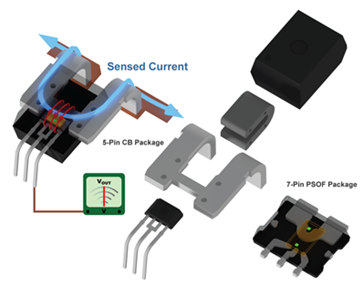 Sensed Current
5-Pin CB Package
7-Pin PSOF Package
VOUT
V